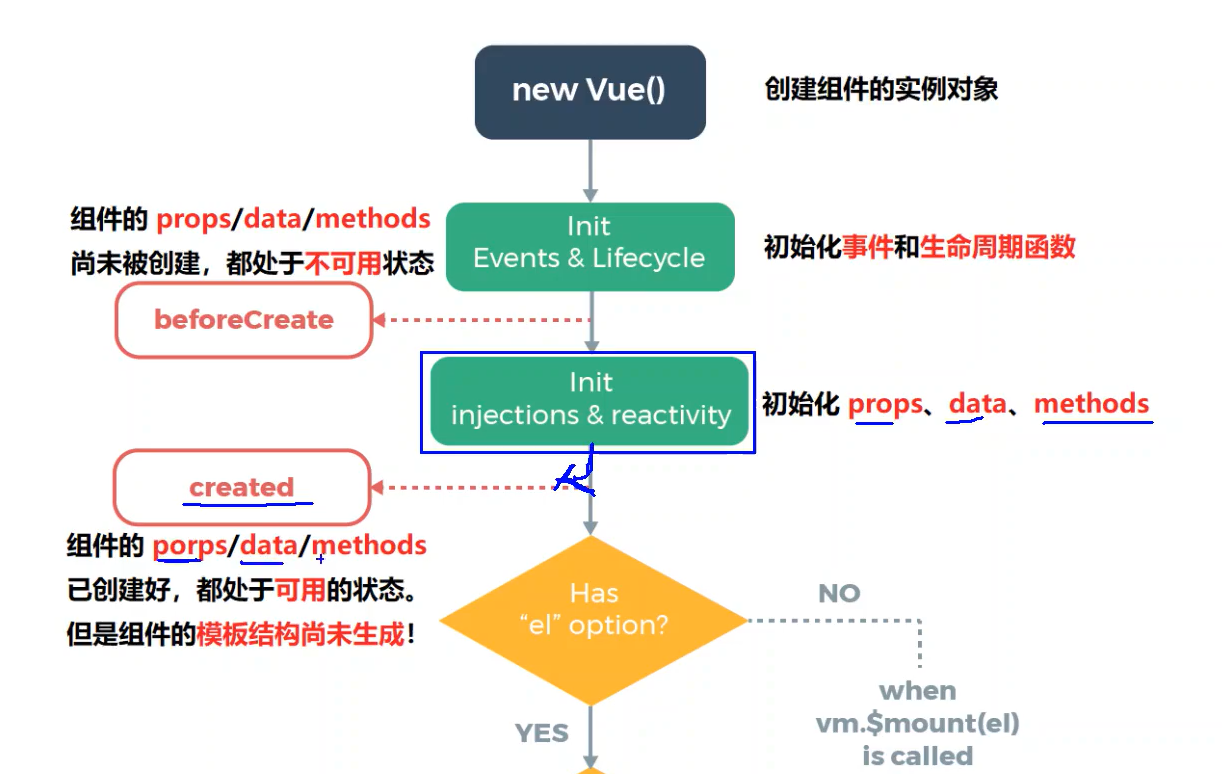 new Vue()
创建组件的实例对象
组件的 props/data/methods
尚未被创建，都处于不可用状态
Init
Events & Lifecycle
初始化事件和生命周期函数
beforeCreate
Init
injections & reactivity
初始化 props、data、methods
created
组件的 porps/data/methods
已创建好，都处于可用的状态。
但是组件的模板结构尚未生成！
Has
“el” option?
NO
when
vm.$mount(el)
is called
YES